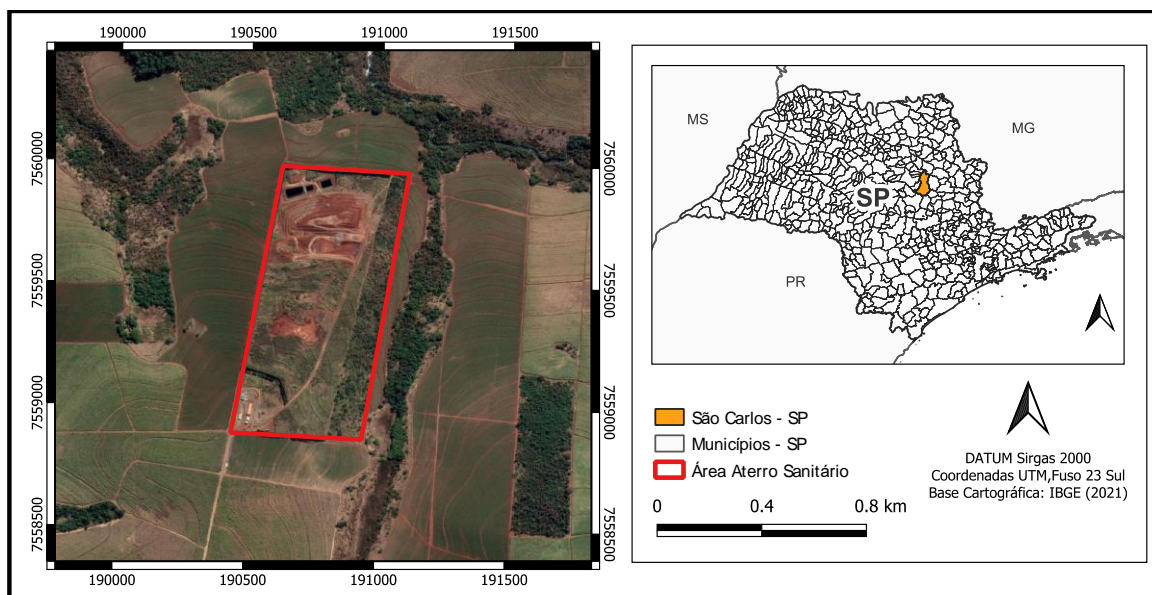 190000 190500 191000 191500
7560000
7559500
7559000
7558500
7560000
7559500
7559000
7558500
190000 190500 191000 191500
MS
MG
SP
PR
São Carlos - SP
Municípios - SP
Área Aterro Sanitário
0 0.4 0.8 km
DATUM Sirgas 2000
Coordenadas UTM,Fuso 23 Sul
Base Cartográfica: IBGE (2021)